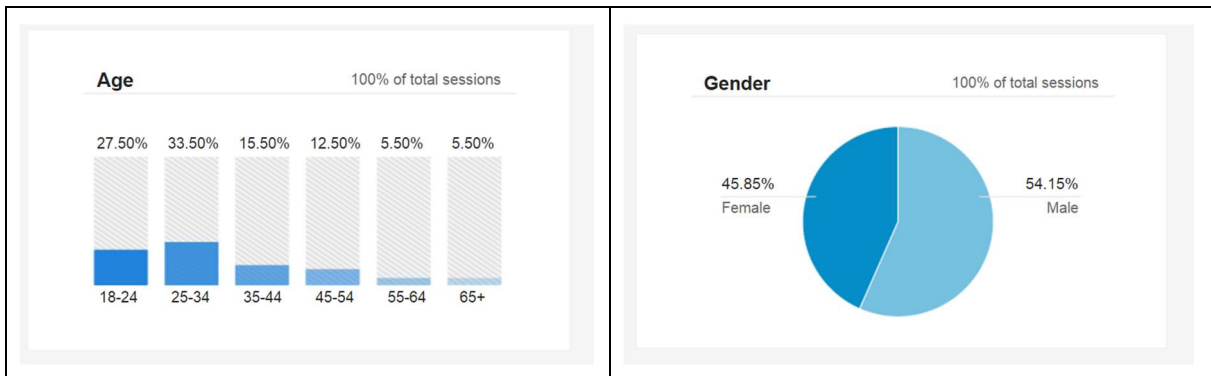 Age 100% of total sessions
27.50% 33.50% 15.50% 12.50% 5.50% 5.50%
18-24 25-34 35-44 45-54 55-64 65+
Gender 100% of total sessions
45.85% 54.15%
Female Male